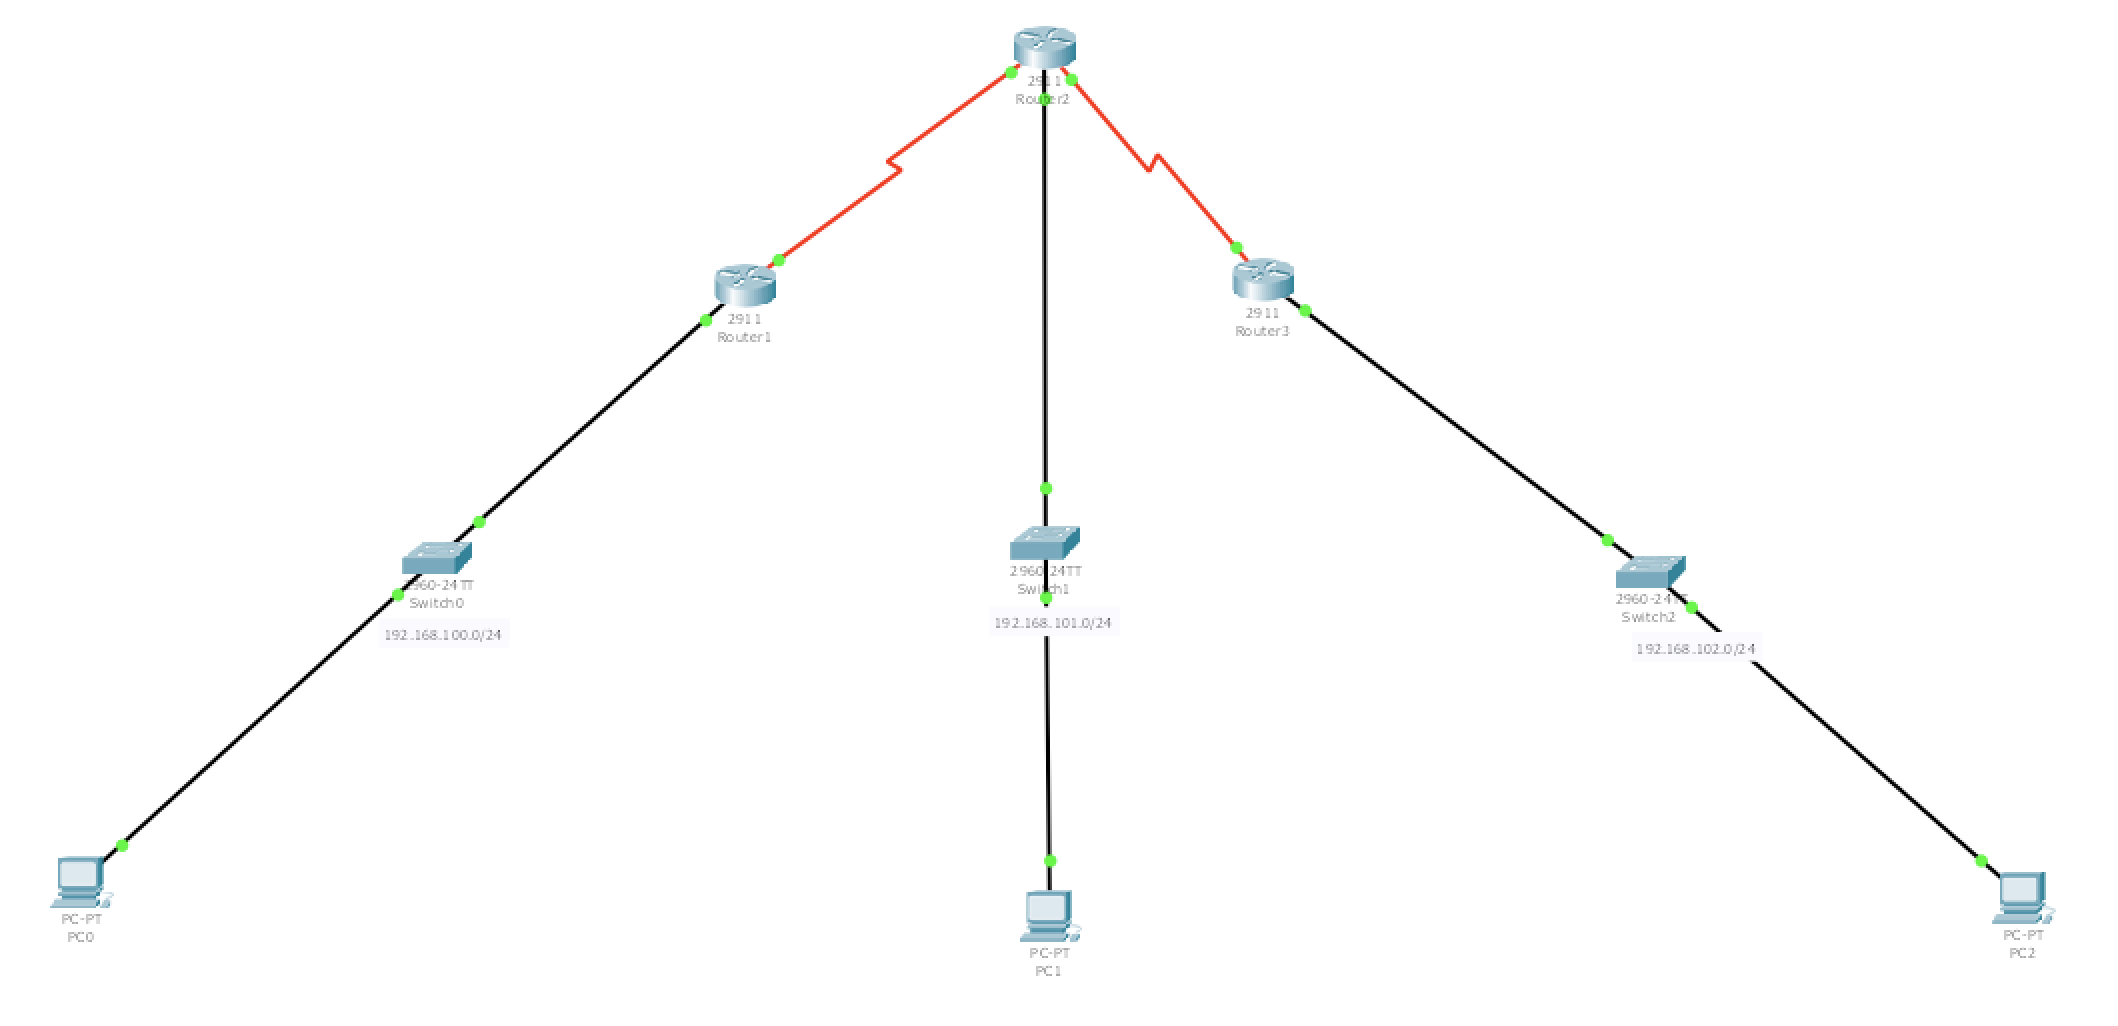 2911
Router2
2911
Router1
2911
Router3
2960-24TT
Switch0
192.168.100.0/24
2960-24TT
Switch1
192.168.101.0/24
2960-24TT
Switch2
192.168.102.0/24
PC-PT
PC0
PC-PT
PC1
PC-PT
PC2